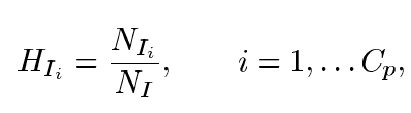 $H_{I_i} = \frac{N_{I_i}}{N_I}, \qquad i = 1, \ldots C_p,$